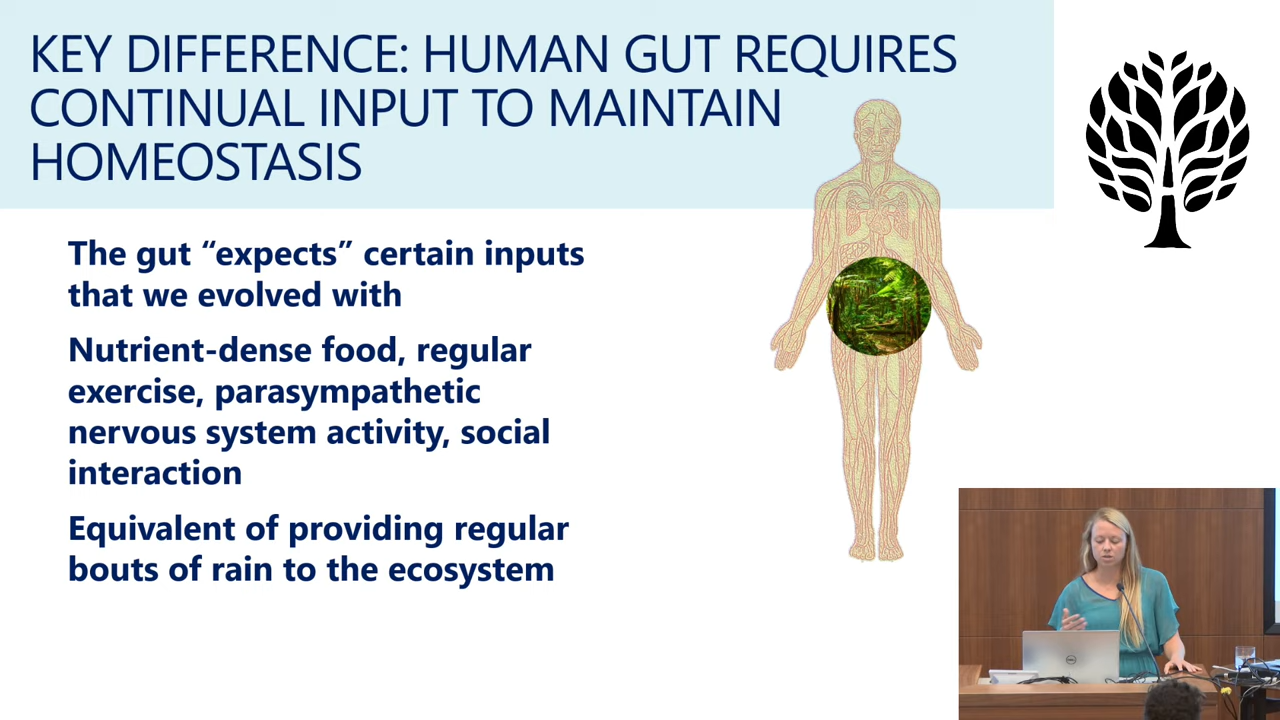 KEY DIFFERENCE: HUMAN GUT REQUIRES
CONTINUAL INPUT TO MAINTAIN
HOMEOSTASIS
The gut “expects” certain inputs
that we evolved with
Nutrient-dense food, regular
exercise, parasympathetic
nervous system activity, social
interaction
Equivalent of providing regular
bouts of rain to the ecosystem
DELL